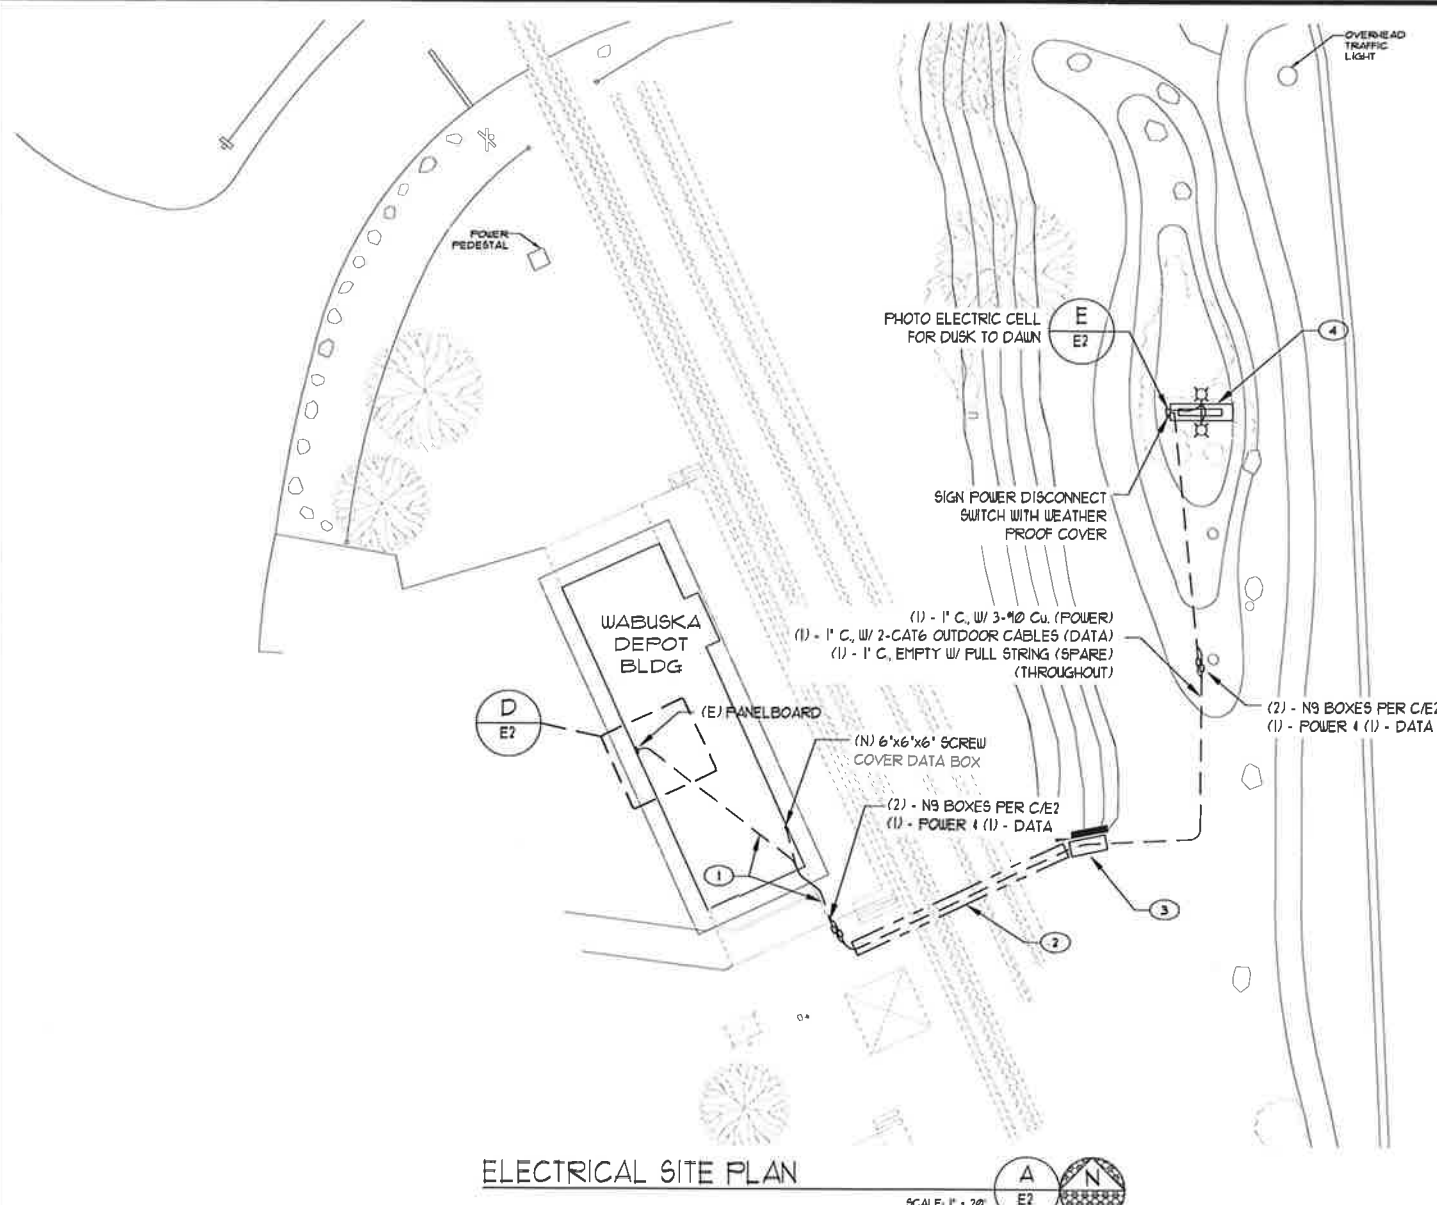 OVERHEAD
TRAFFIC
LIGHT
POWER
PEDESTAL
PHOTO ELECTRIC CELL
FOR DUSK TO DAWN
E
E2
4
SIGN POWER DISCONNECT
SWITCH WITH WEATHER
PROOF COVER
(1) - 1" C., W/ 3-#10 Cu. (POWER)
(1) - 1" C., W/ 2-CAT6 OUTDOOR CABLES (DATA)
(1) - 1" C, EMPTY W/ PULL STRING (SPARE)
(THROUGHOUT)
WABUSKA
DEPOT
BLDG
D
E2
(E) PANELBOARD
(2) - N9 BOXES PER C/E2
(1) - POWER & (1) - DATA
(N) 6"x6"x6" SCREW
COVER DATA BOX
(2) - N9 BOXES PER C/E2
(1) - POWER & (1) - DATA
1
3
2
ELECTRICAL SITE PLAN
SCALE: 1" = 20'
A
E2
N